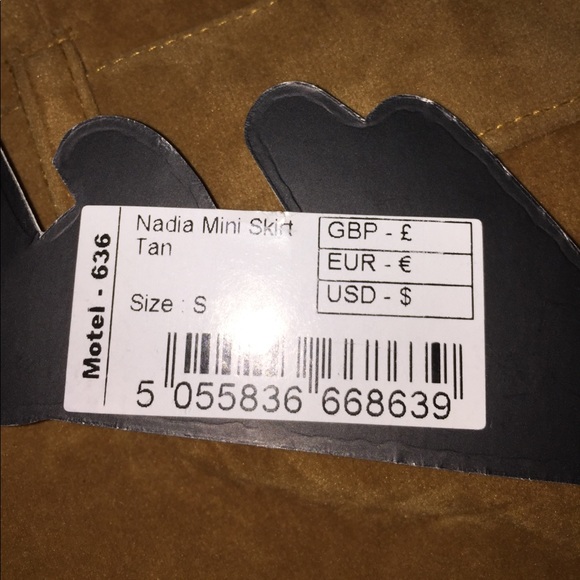 Motel - 636
Nadia Mini Skirt
Tan
Size : S
GBP - £
EUR - €
USD - $
5 055836 668639